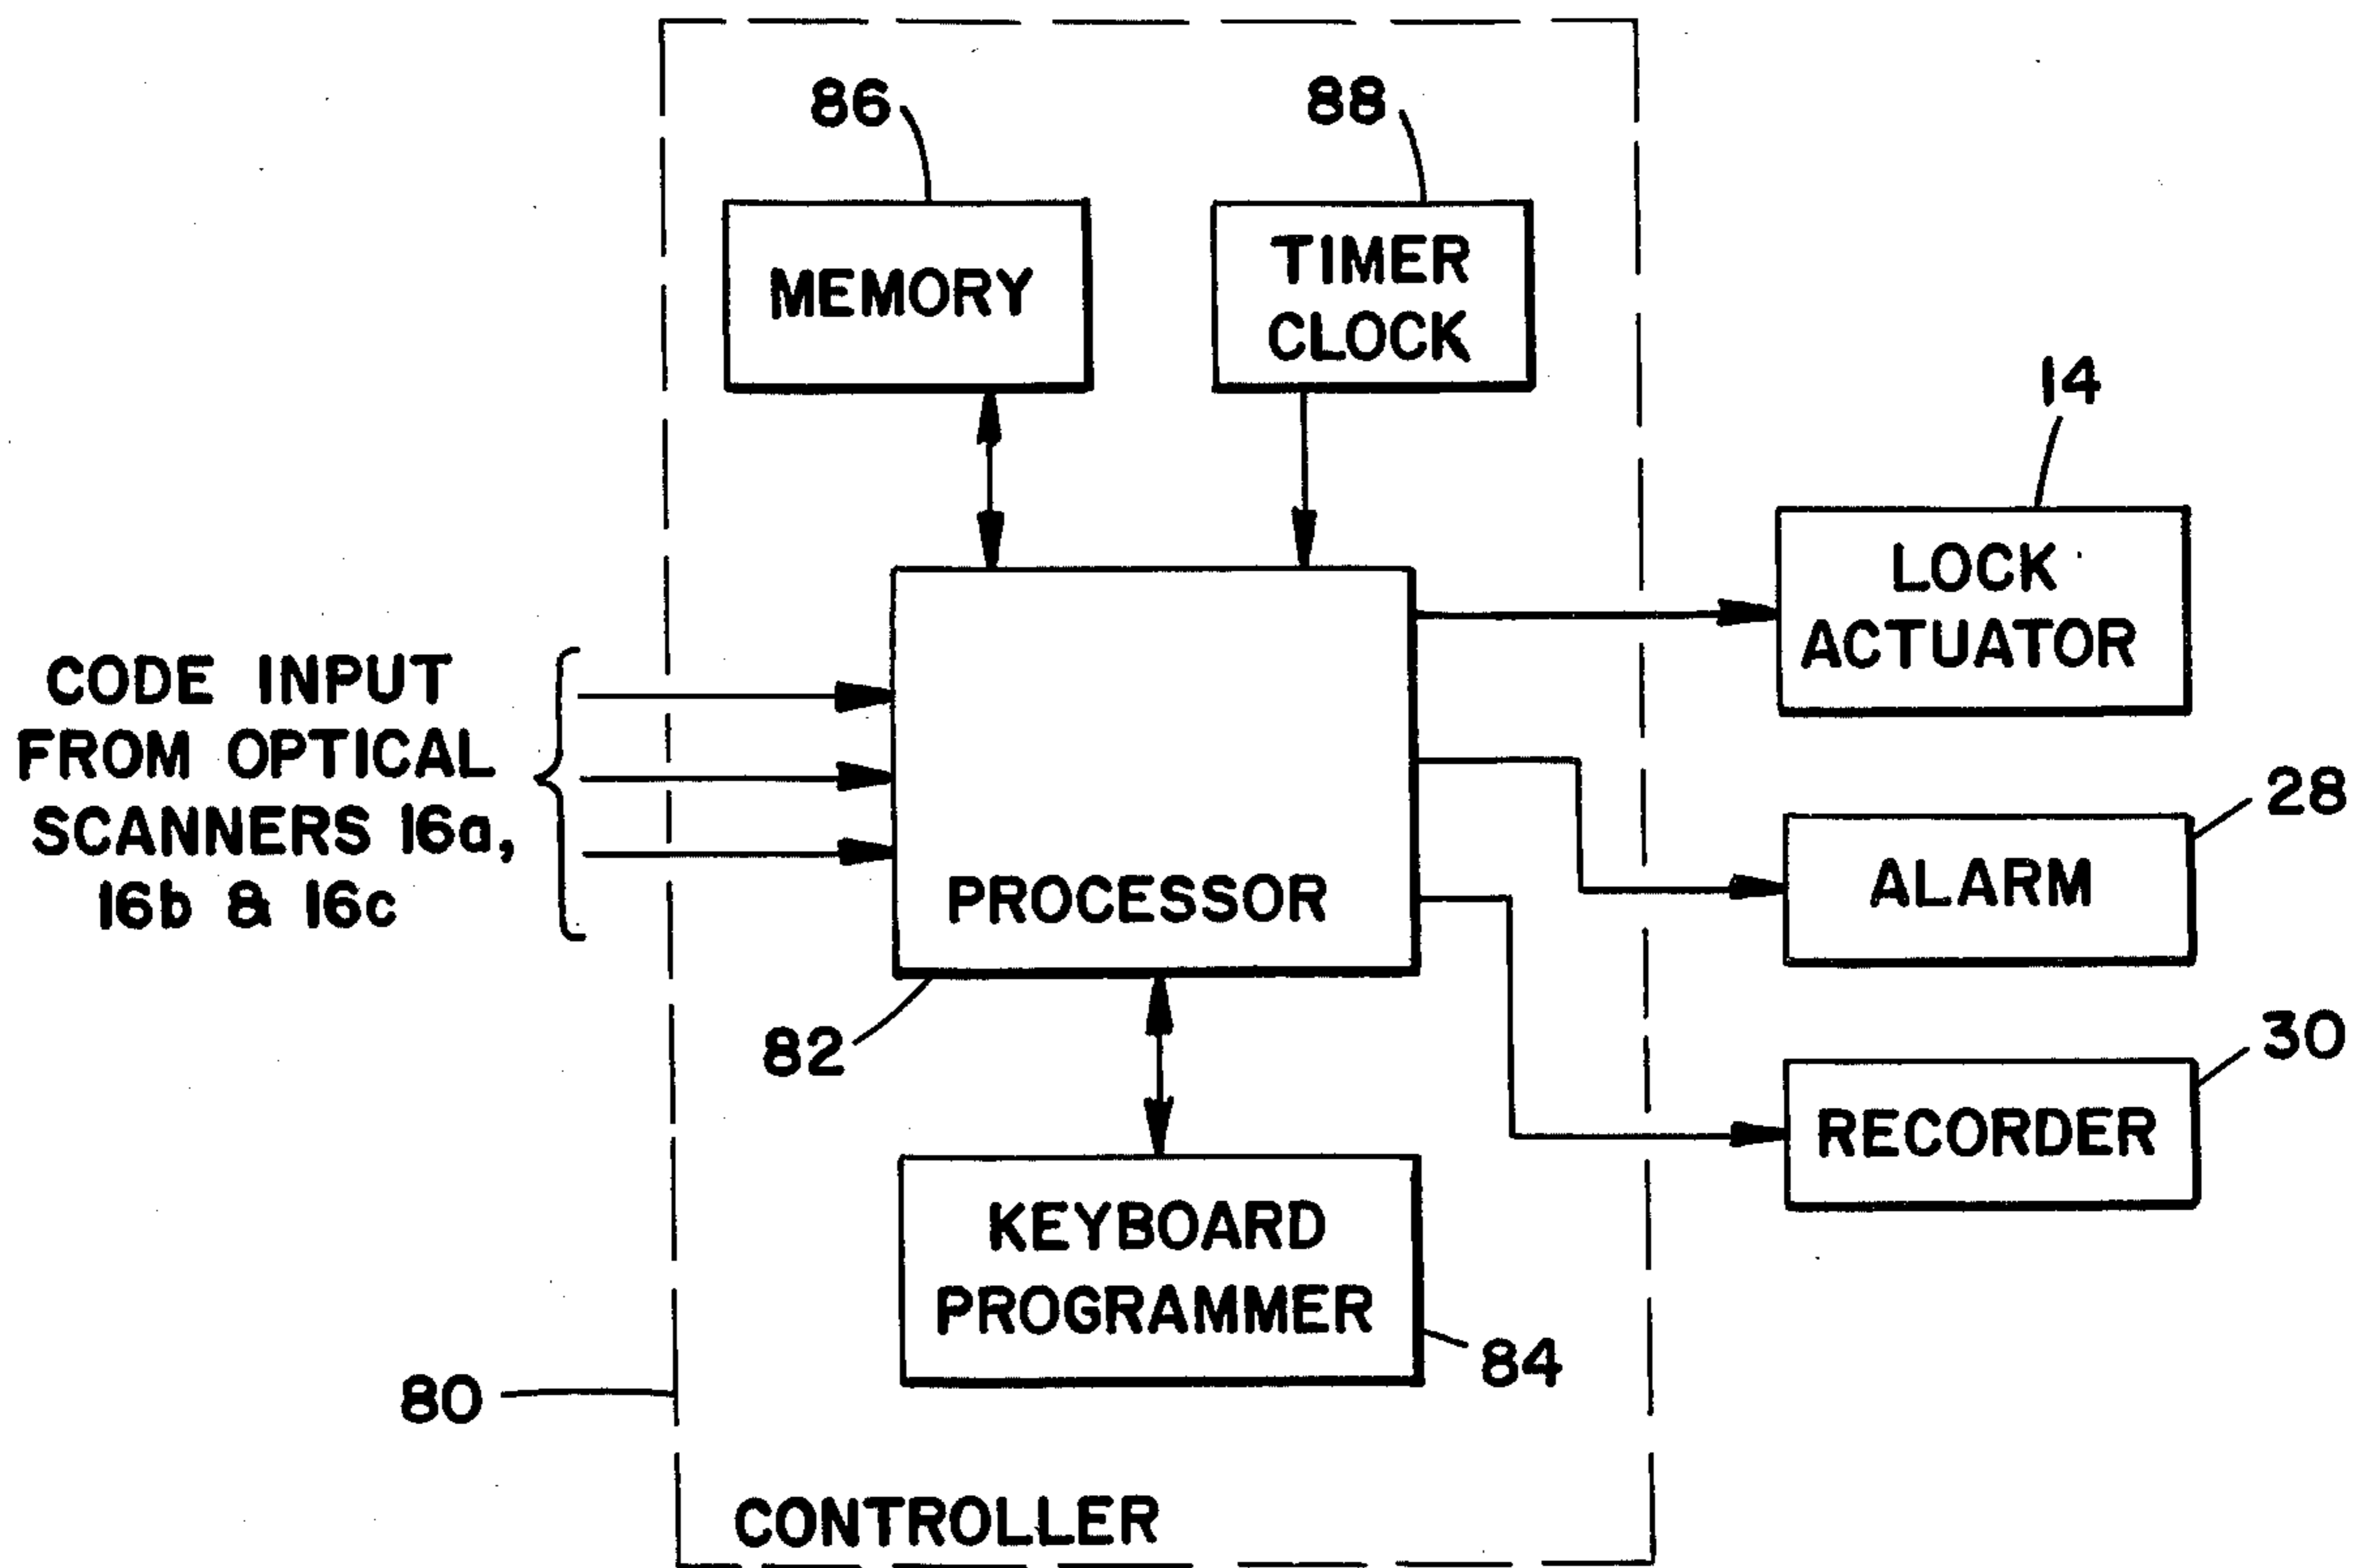 86
88
MEMORY
TIMER
CLOCK
14
LOCK
ACTUATOR
CODE INPUT
FROM OPTICAL
SCANNERS 16a,
16b & 16c
PROCESSOR
82
28
ALARM
30
RECORDER
KEYBOARD
PROGRAMMER
84
80
CONTROLLER